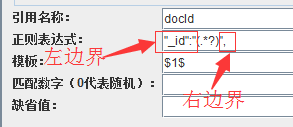 引用名称： docId
正则表达式： "_id":"(.*?)",
左边界
模板： $1$
右边界
匹配数字（0代表随机）：
缺省值：